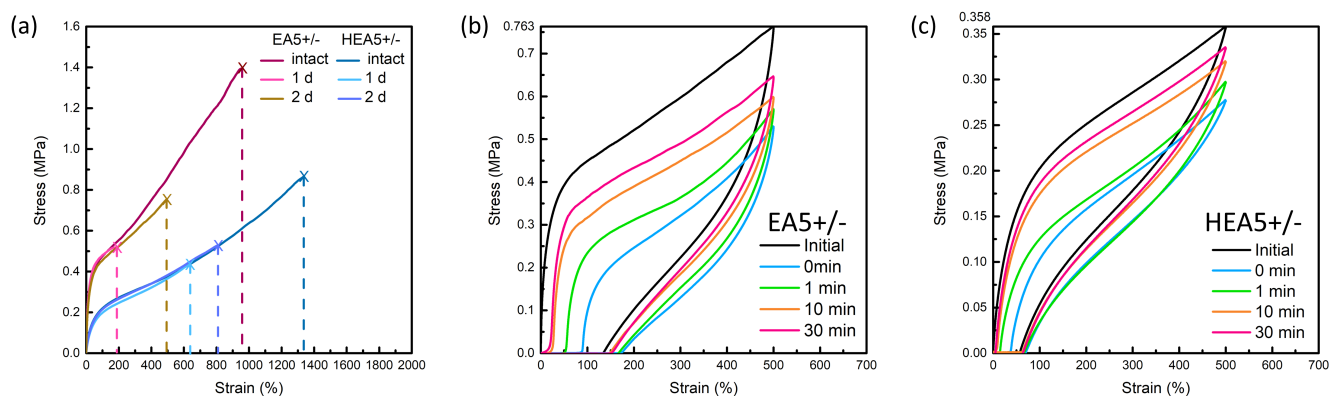 (a)
1.6
1.4
1.2
1.0
0.8
0.6
0.4
0.2
0.0
Stress (MPa)
EA5+/- HEA5+/-
intact intact
1 d 1 d
2 d 2 d
0 200 400 600 800 1000 1200 1400 1600 1800 2000
Strain (%)
(b)
0.763
0.7
0.6
0.5
0.4
0.3
0.2
0.1
0.0
Stress (MPa)
EA5+/-
Initial
0min
1 min
10 min
30 min
0 100 200 300 400 500 600 700
Strain (%)
(c)
0.358
0.30
0.25
0.20
0.15
0.10
0.05
0.00
Stress (MPa)
HEA5+/-
Initial
0 min
1 min
10 min
30 min
0 100 200 300 400 500 600 700
Strain (%)